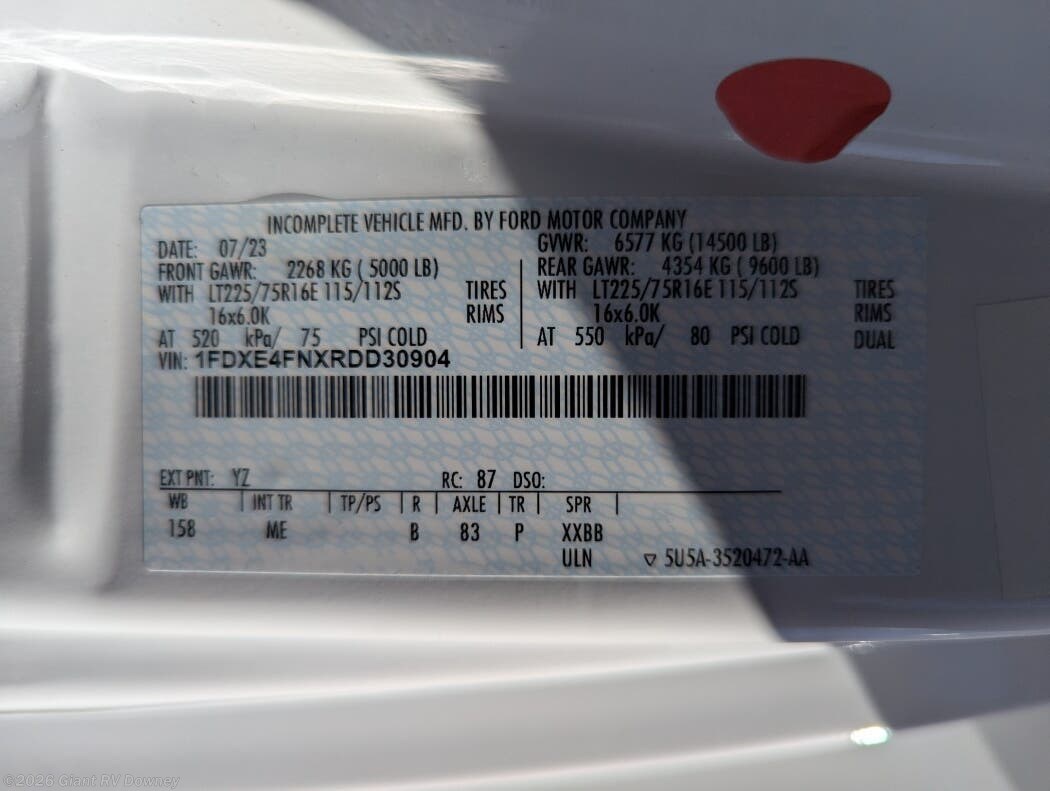 INCOMPLETE VEHICLE MFD. BY FORD MOTOR COMPANY
DATE: 07/23 GVWR: 6577 KG (14500 LB)
FRONT GAWR: 2268 KG ( 5000 LB) REAR GAWR: 4354 KG ( 9600 LB)
WITH LT225/75R16E 115/112S TIRES WITH LT225/75R16E 115/112S TIRES
16x6.0K RIMS 16x6.0K RIMS
AT 520 kPa/ 75 PSI COLD AT 550 kPa/ 80 PSI COLD DUAL
VIN: 1FDXE4FNXRDD30904
EXT PNT: YZ RC: 87 DSO:
WB INT TR TP/PS R AXLE TR SPR
158 ME B 83 P XXBB
ULN ▽ 5U5A-3520472-AA
©2026 Giant RV Downey